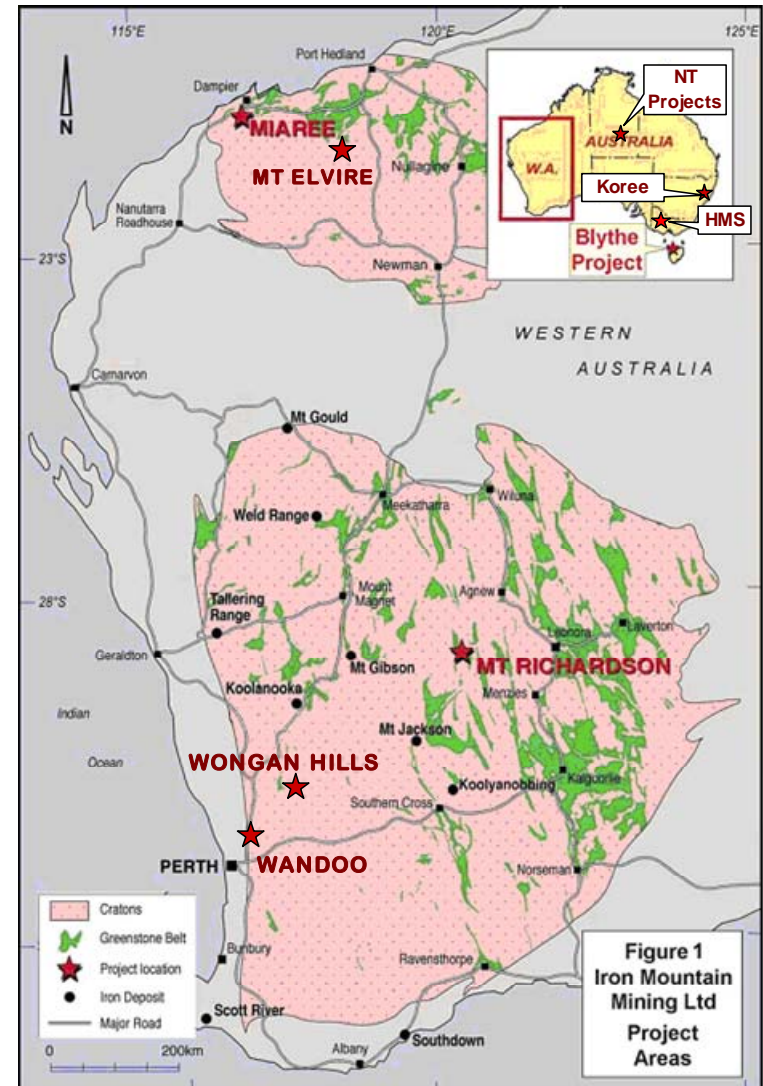 115°E
120°E
125°E
Port Hedland
Dampier
N
MIAREE
MT ELVIRE
Nullagine
NT
Projects
AUSTRALIA
W.A.
Koree
HMS
Blythe
Project
Nanutarra
Roadhouse
23°S
Newman
WESTERN
AUSTRALIA
Carnarvon
Mt Gould
Meekatharra
Wiluna
Weld Range
Mount
Magnet
Agnew
28°S
Tallering
Range
Leonora
Laverton
Geraldton
Mt Gibson
MT RICHARDSON
Koolanooka
Menzies
Indian
Ocean
Mt Jackson
WONGAN HILLS
Koolyanobbing
Kalgoorlie
Southern Cross
WANDOO
PERTH
Norseman
Cratons
Greenstone Belt
Project location
Iron Deposit
Major Road
0
200km
Bunbury
Ravensthorpe
Scott River
Albany
Southdown
Figure 1
Iron Mountain
Mining Ltd
Project
Areas